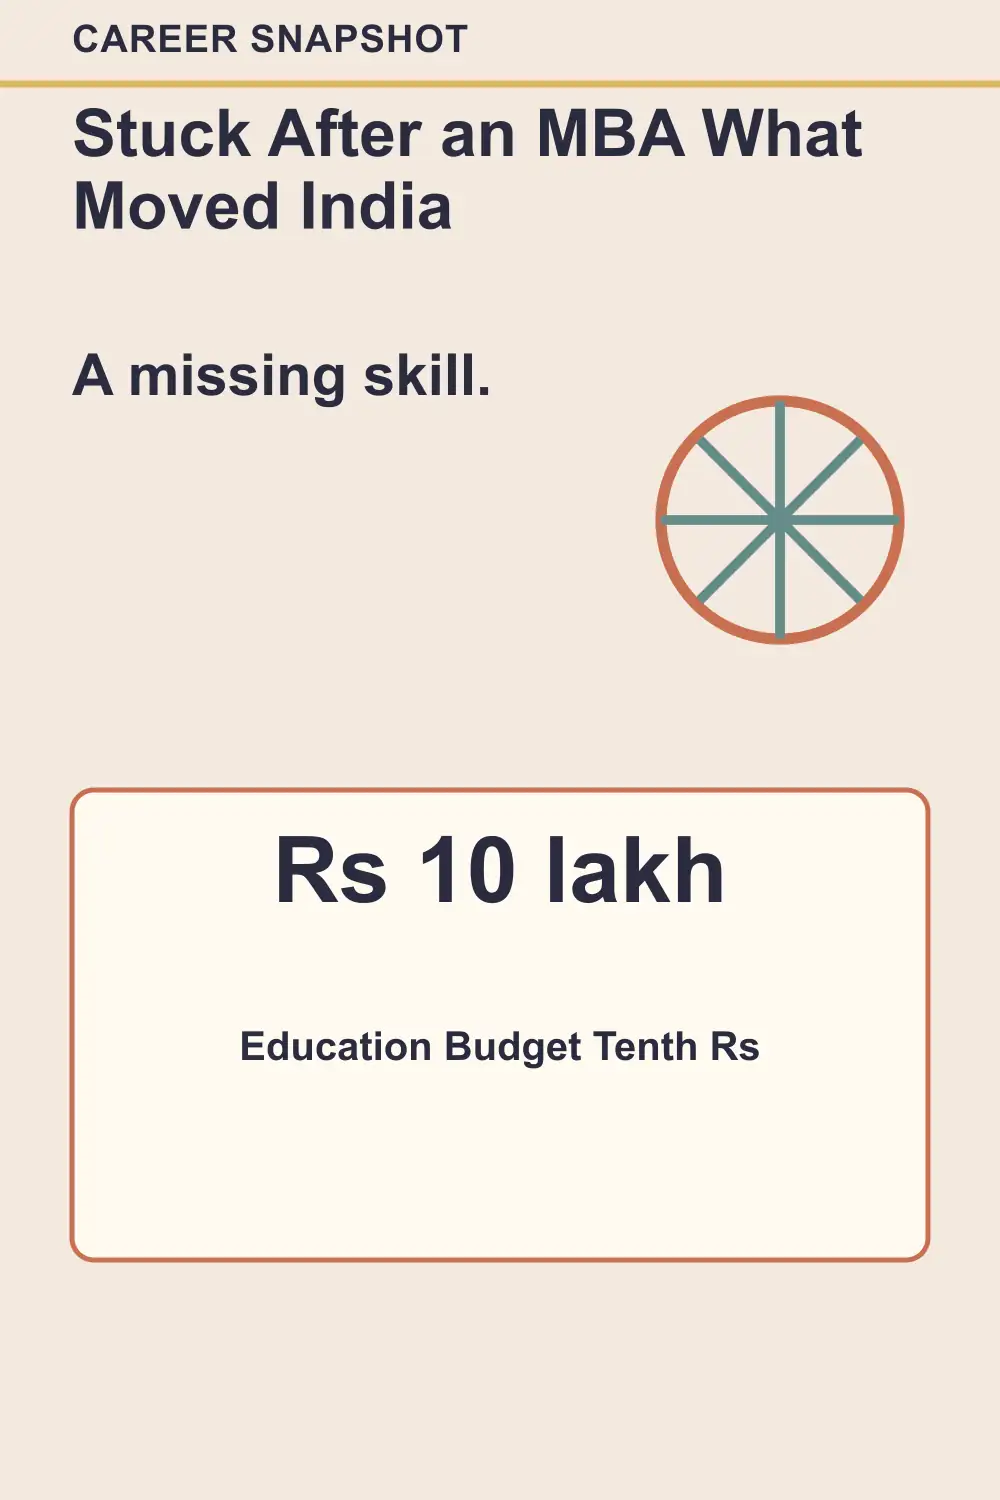 CAREER SNAPSHOT
Stuck After an MBA What
Moved India
A missing skill.
Rs 10 lakh
Education Budget Tenth Rs